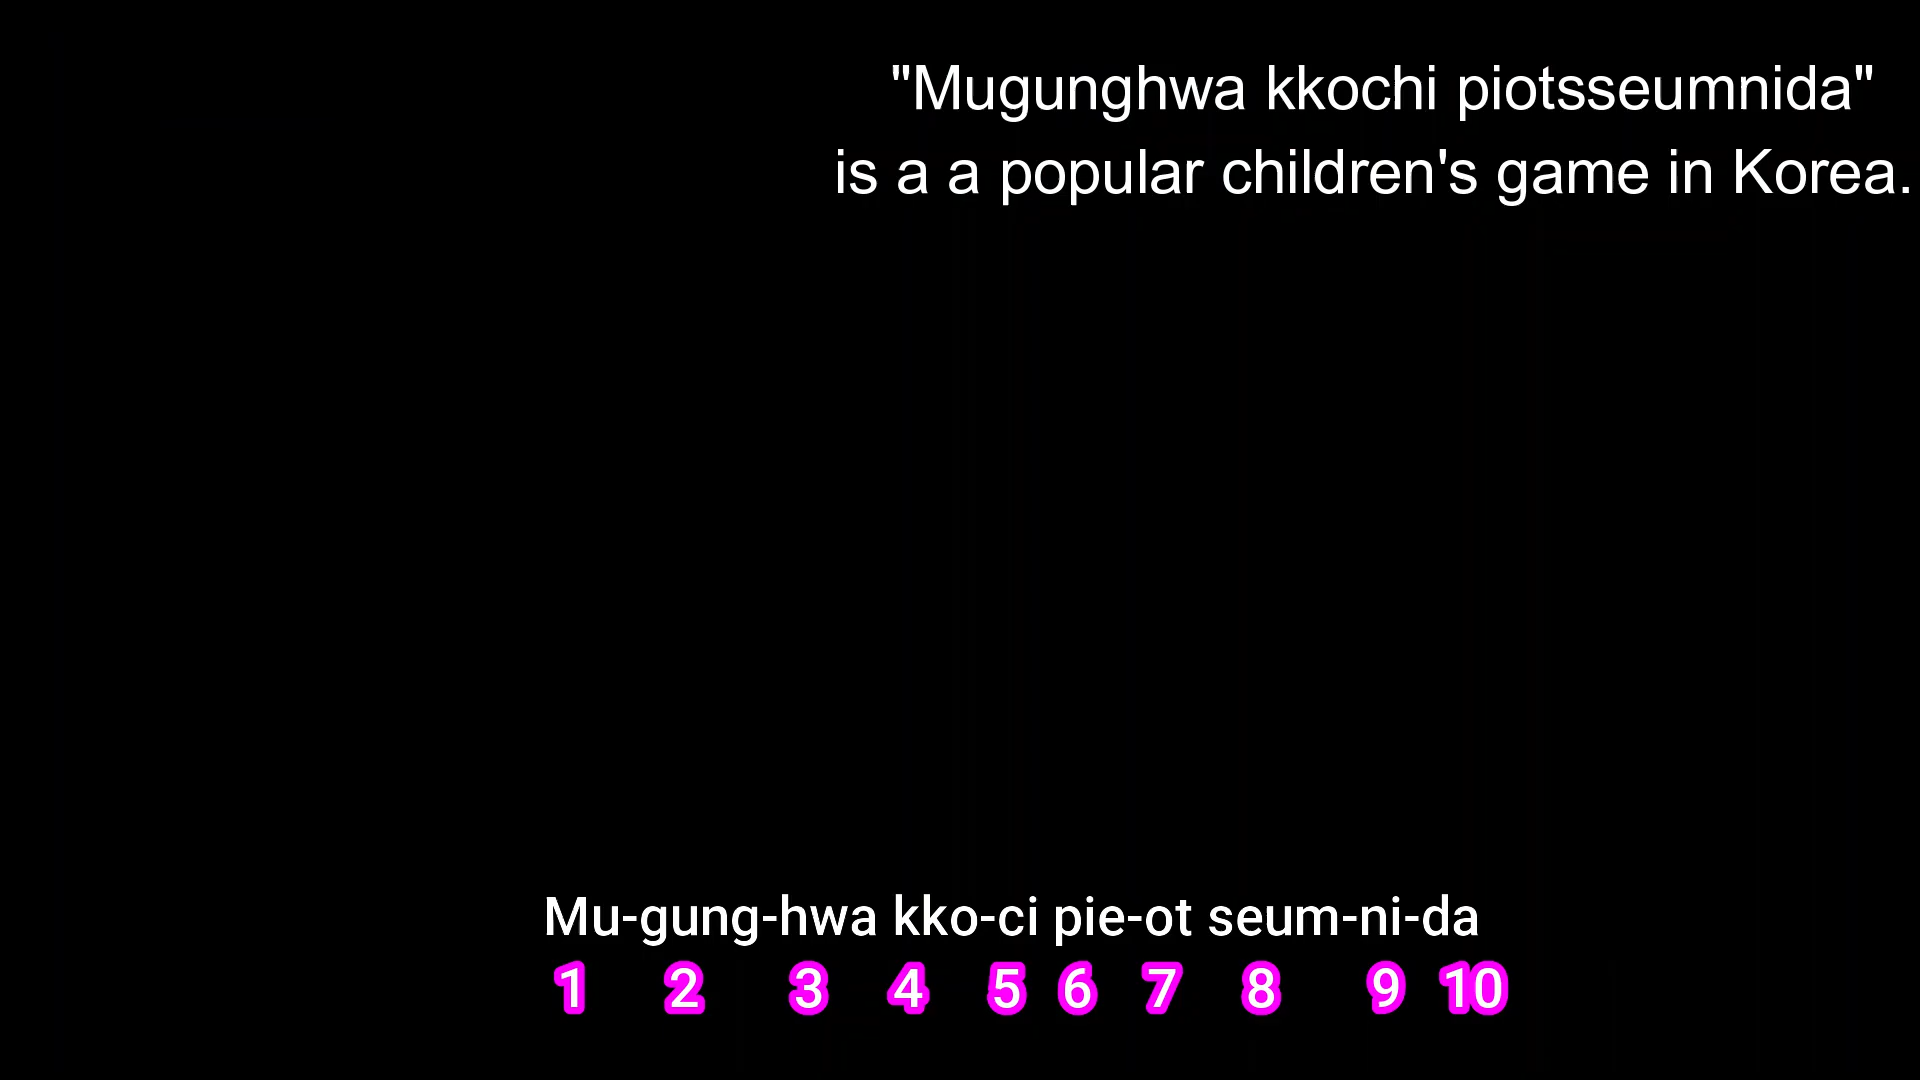 "Mugunghwa kkochi piotsseumnida"
is a a popular children's game in Korea.
Mu-gung-hwa kko-ci pie-ot seum-ni-da
1 2 3 4 5 6 7 8 9 10